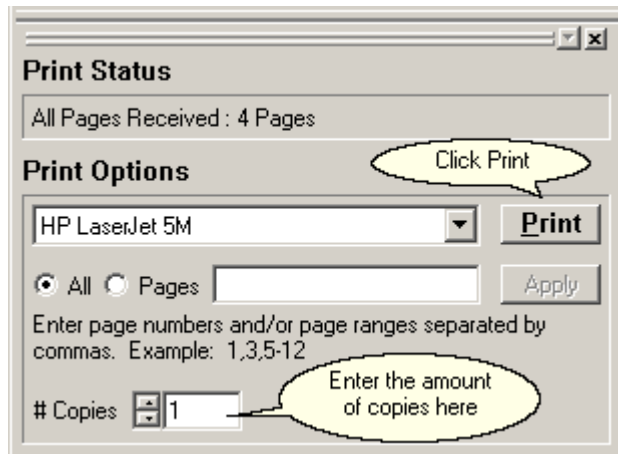 Print Status
All Pages Received : 4 Pages
Print Options
Click Print
HP LaserJet 5M
Print
All
Pages
Apply
Enter page numbers and/or page ranges separated by
commas. Example: 1,3,5-12
Enter the amount
of copies here
# Copies
1